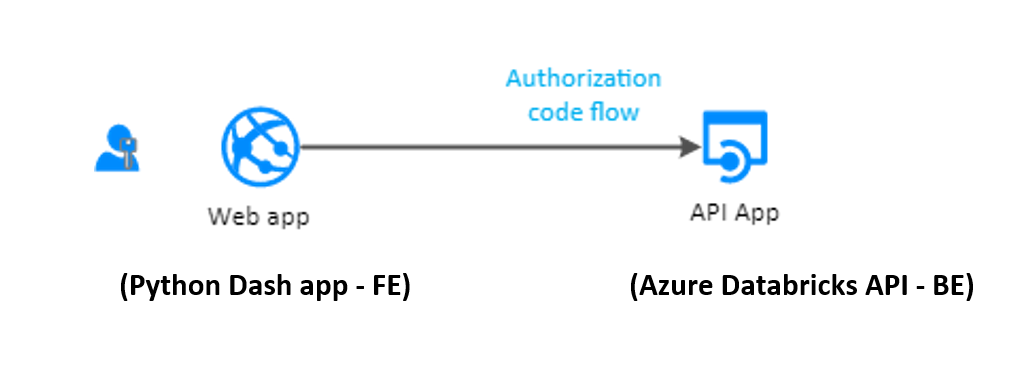 Authorization
code flow
Web app
API App
(Python Dash app - FE)
(Azure Databricks API - BE)